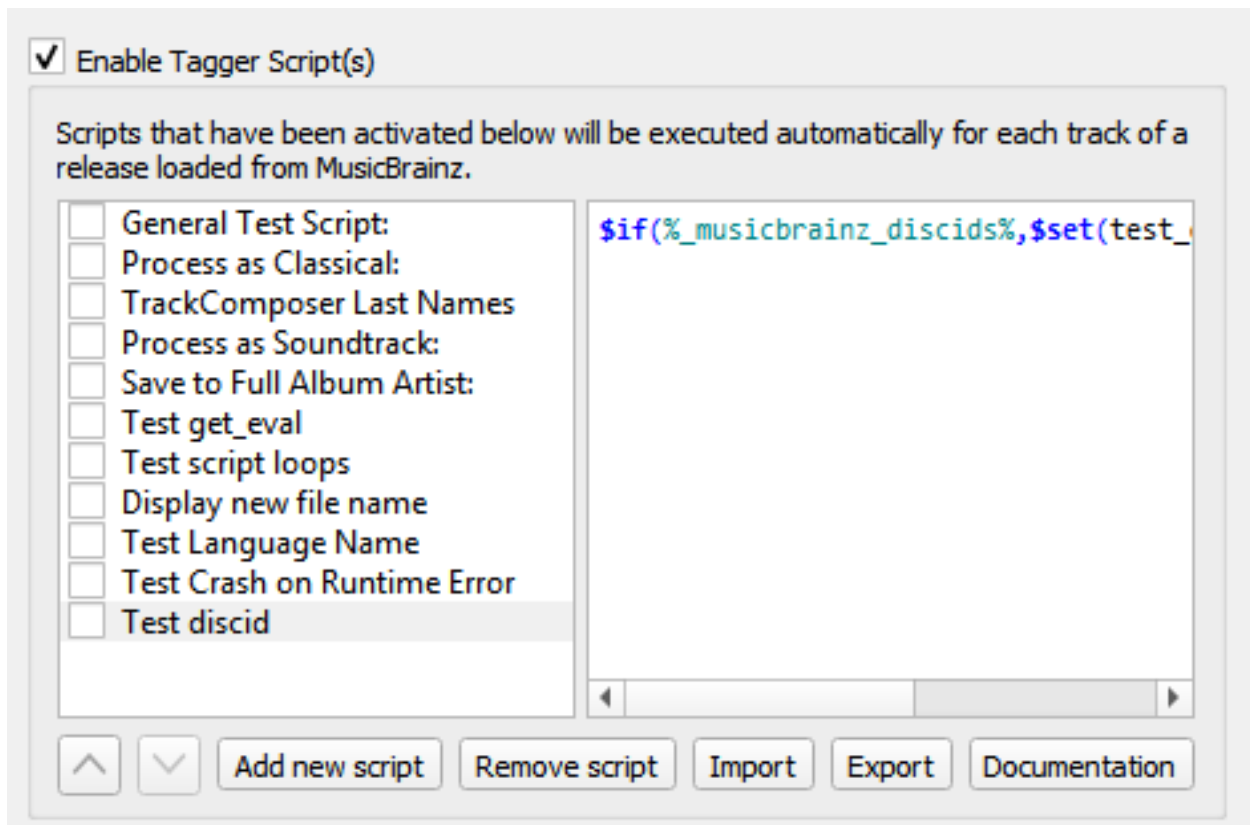 Enable Tagger Script(s)
Scripts that have been activated below will be executed automatically for each track of a
release loaded from MusicBrainz.
General Test Script:
Process as Classical:
TrackComposer Last Names
Process as Soundtrack:
Save to Full Album Artist:
Test get_eval
Test script loops
Display new file name
Test Language Name
Test Crash on Runtime Error
Test discid
$if(%_musicbrainz_discids%,$set(test_
Add new script Remove script Import Export Documentation